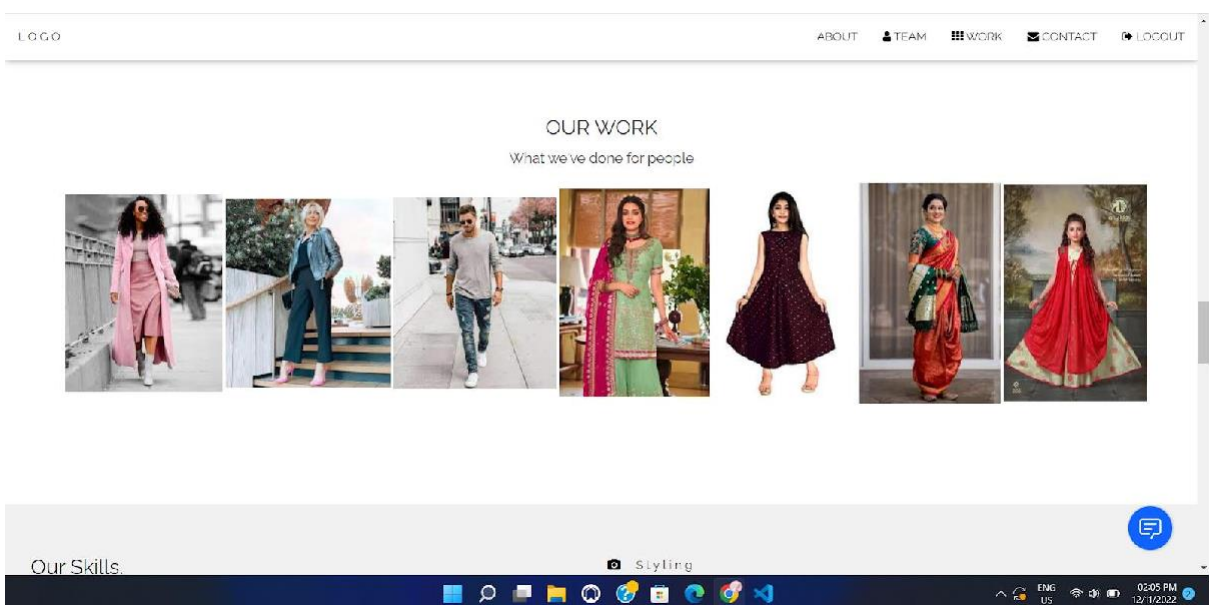 LOGO
ABOUT TEAM WORK CONTACT LOGOUT
OUR WORK
What we've done for people
Our Skills.
Styling
ENG
US
02:05 PM
12/11/2022